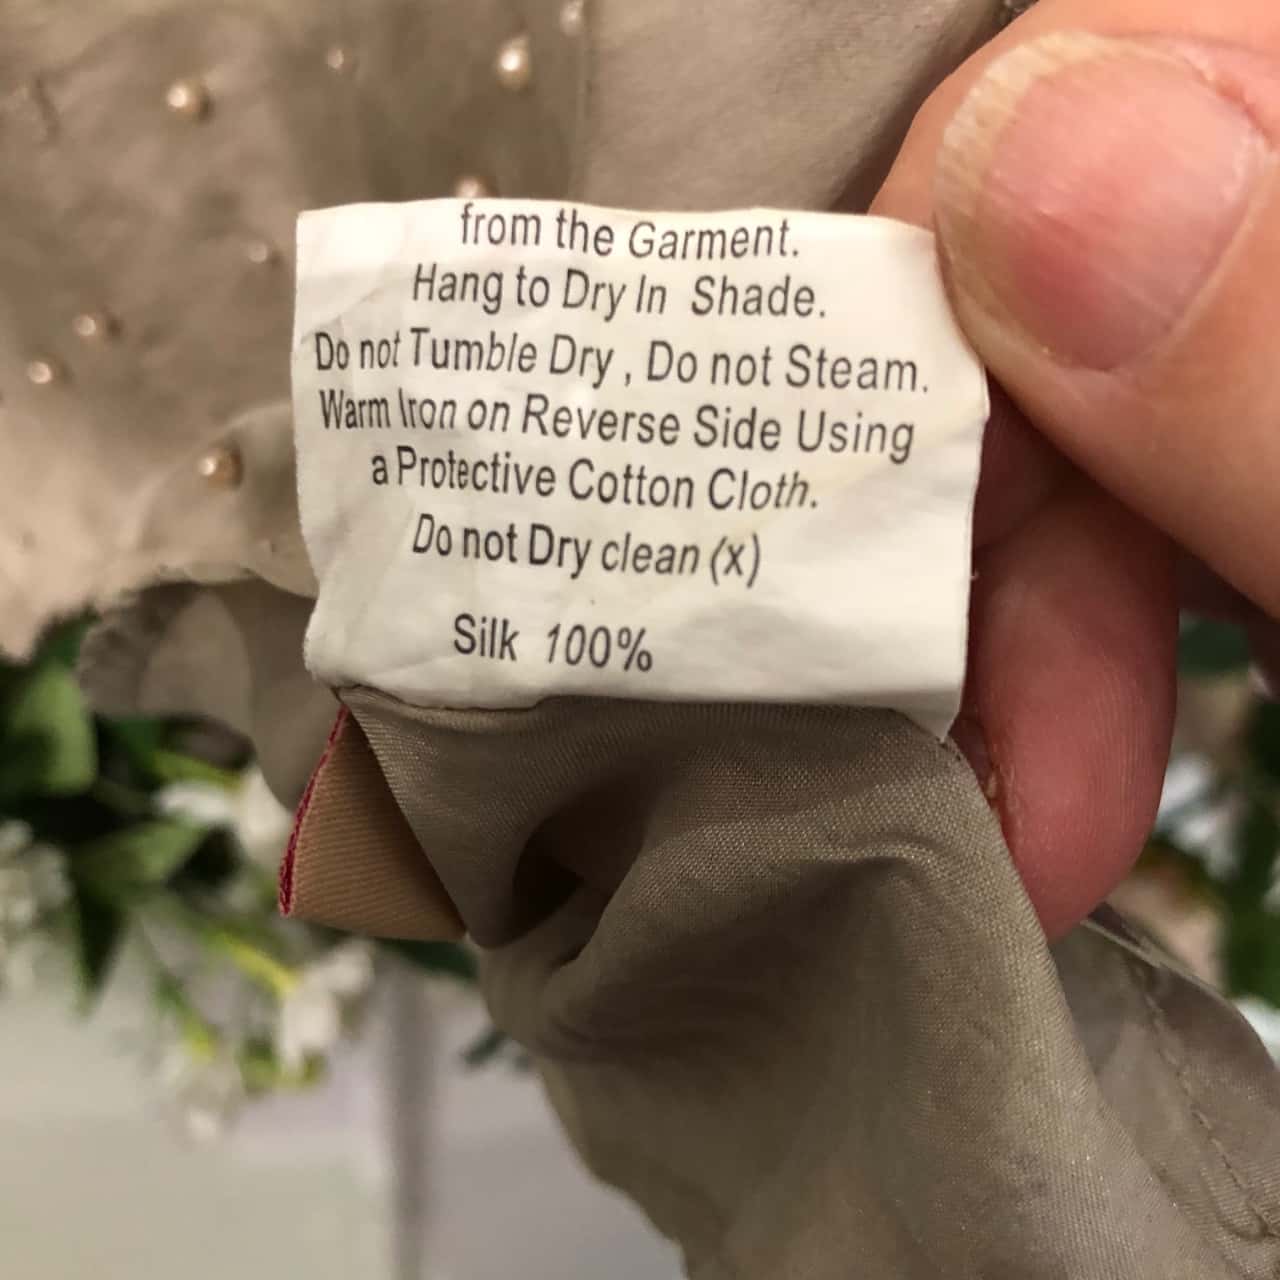 from the Garment.
Hang to Dry In Shade.
Do not Tumble Dry , Do not Steam.
Warm Iron on Reverse Side Using
a Protective Cotton Cloth.
Do not Dry clean (x)
Silk 100%